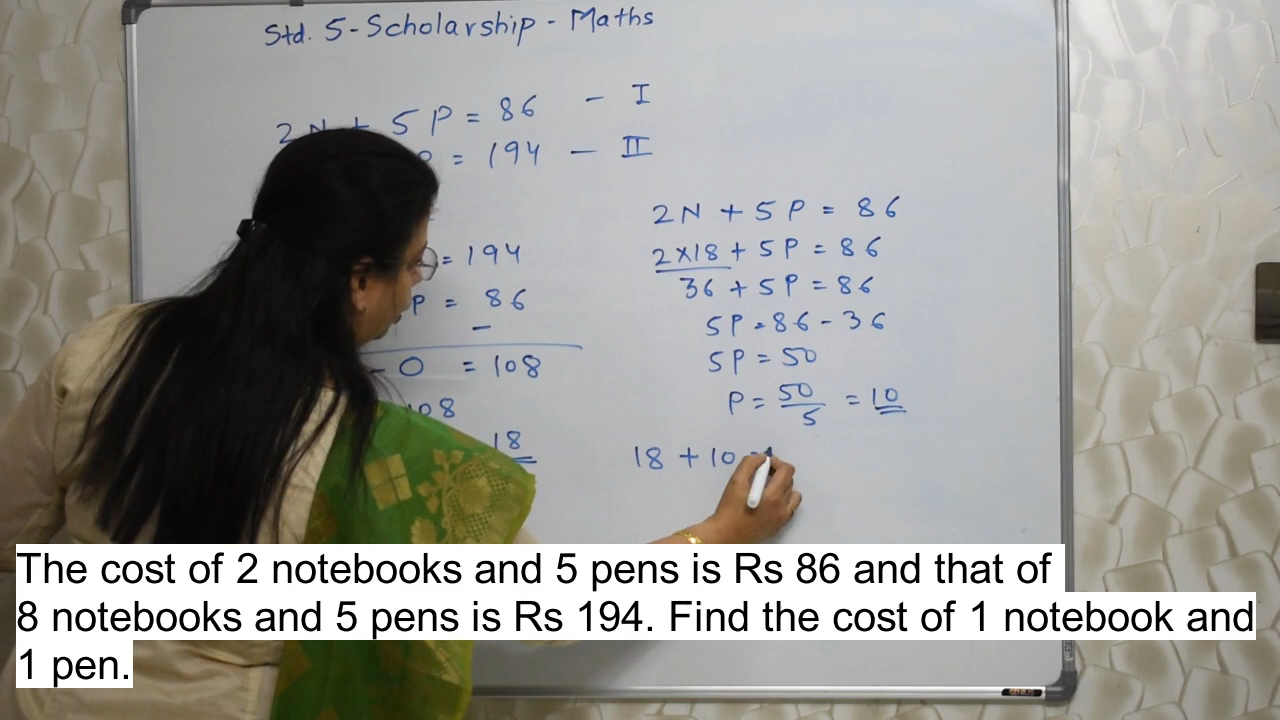 Std. 5 - Scholarship - Maths
2N + 5P = 86 - I
= 194 - II
= 194
P = 86
-
- 0 = 108
108
18
2N + 5P = 86
2×18 + 5P = 86
36 + 5P = 86
5P = 86 - 36
5P = 50
P = 50/5 = 10
18 + 10
The cost of 2 notebooks and 5 pens is Rs 86 and that of
8 notebooks and 5 pens is Rs 194. Find the cost of 1 notebook and
1 pen.